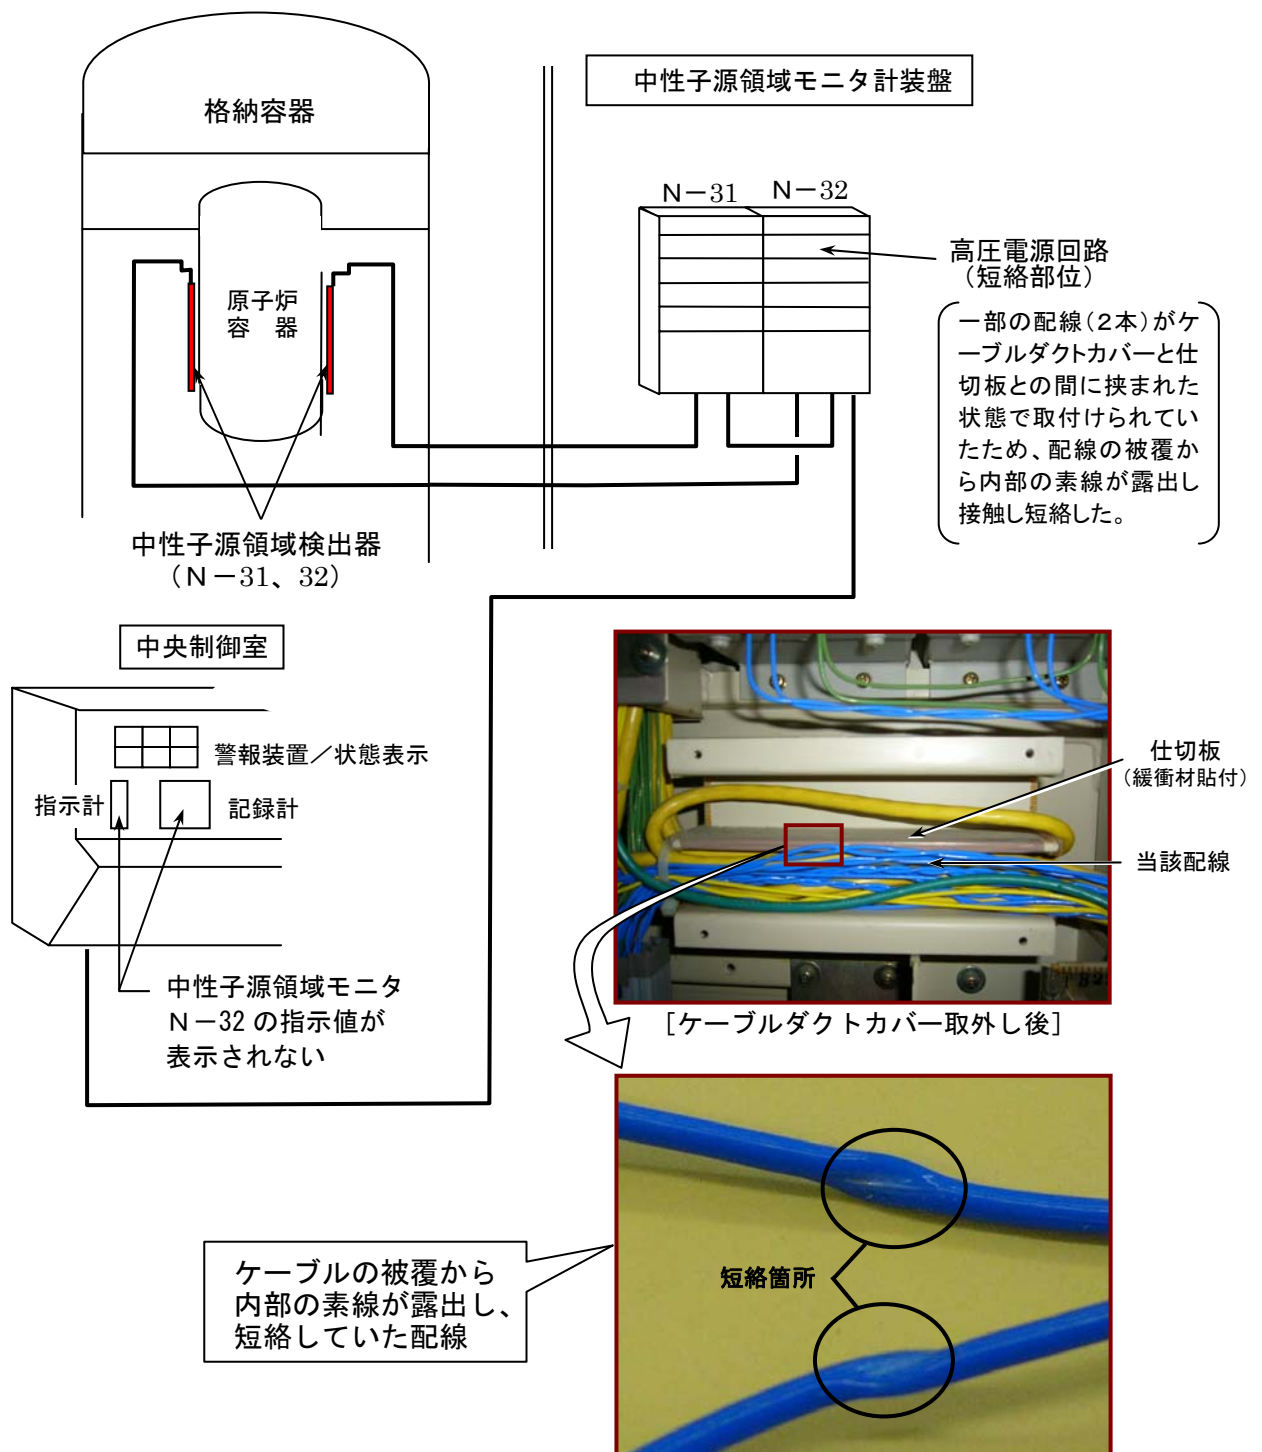 中性子源領域モニタ計装盤
格納容器
N－31
N－32
高圧電源回路
（短絡部位）
一部の配線（２本）がケ
ーブルダクトカバーと仕
切板との間に挟まれた
状態で取付けられてい
たため、配線の被覆か
ら内部の素線が露出し
接触し短絡した。
原子炉
容　器
中性子源領域検出器
（N－31、32）
中央制御室
警報装置／状態表示
指示計
記録計
仕切板
（緩衝材貼付）
当該配線
中性子源領域モニタ
N－32 の指示値が
表示されない
［ケーブルダクトカバー取外し後］
短絡箇所
ケーブルの被覆から
内部の素線が露出し、
短絡していた配線